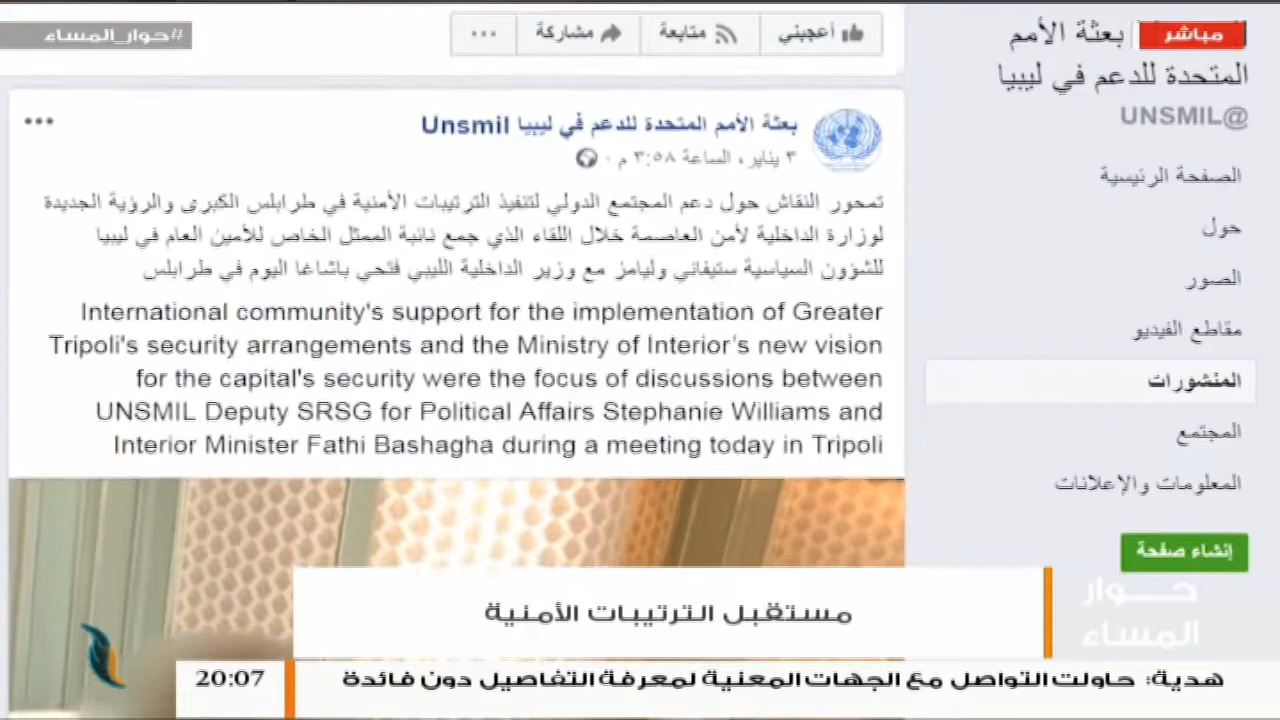 #حوار_المساء
مباشر
بعثة الأمم
المتحدة للدعم في ليبيا
@UNSMIL
أعجبني
متابعة
مشاركة
الصفحة الرئيسية
حول
الصور
مقاطع الفيديو
المنشورات
المجتمع
المعلومات والإعلانات
إنشاء صفحة
بعثة الأمم المتحدة للدعم في ليبيا Unsmil
٣ يناير، الساعة ٣:٥٨ م
تمحور النقاش حول دعم المجتمع الدولي لتنفيذ الترتيبات الأمنية في طرابلس الكبرى والرؤية الجديدة
لوزارة الداخلية لأمن العاصمة خلال اللقاء الذي جمع نائبة الممثل الخاص للأمين العام في ليبيا
للشؤون السياسية ستيفاني وليامز مع وزير الداخلية الليبي فتحي باشاغا اليوم في طرابلس
International community's support for the implementation of Greater
Tripoli's security arrangements and the Ministry of Interior's new vision
for the capital's security were the focus of discussions between
UNSMIL Deputy SRSG for Political Affairs Stephanie Williams and
Interior Minister Fathi Bashagha during a meeting today in Tripoli
حوار
المساء
مستقبل الترتيبات الأمنية
هدية: حاولت التواصل مع الجهات المعنية لمعرفة التفاصيل دون فائدة
20:07